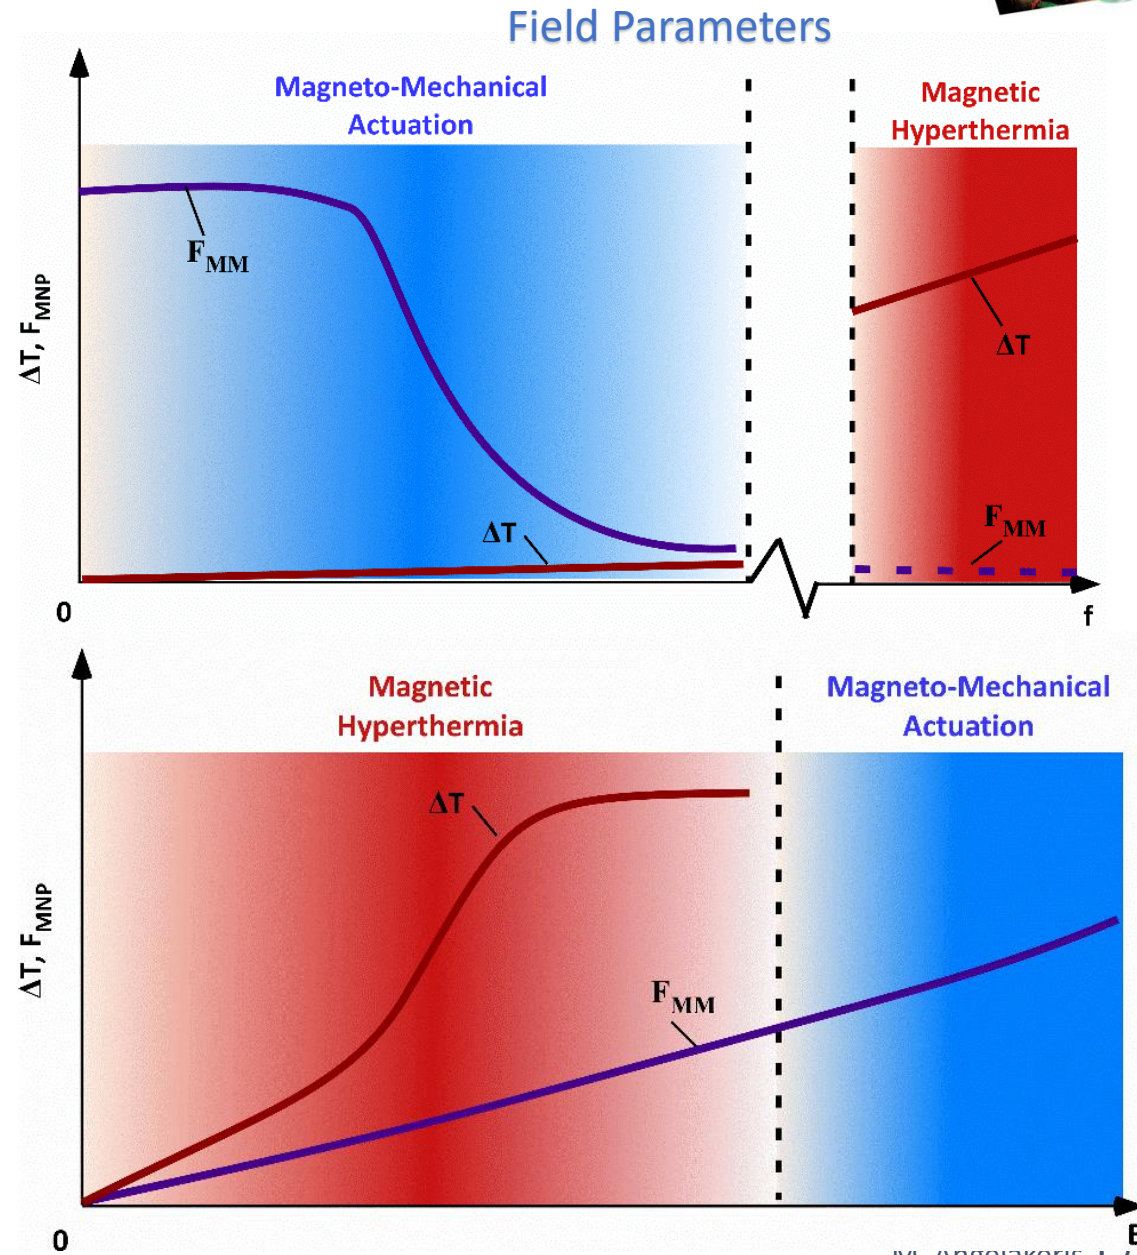 Field Parameters
Magneto-Mechanical
Actuation
Magnetic
Hyperthermia
F_MM
ΔT
ΔT
F_MM
ΔT, F_MNP
0
f
Magnetic
Hyperthermia
Magneto-Mechanical
Actuation
ΔT
F_MM
ΔT, F_MNP
0